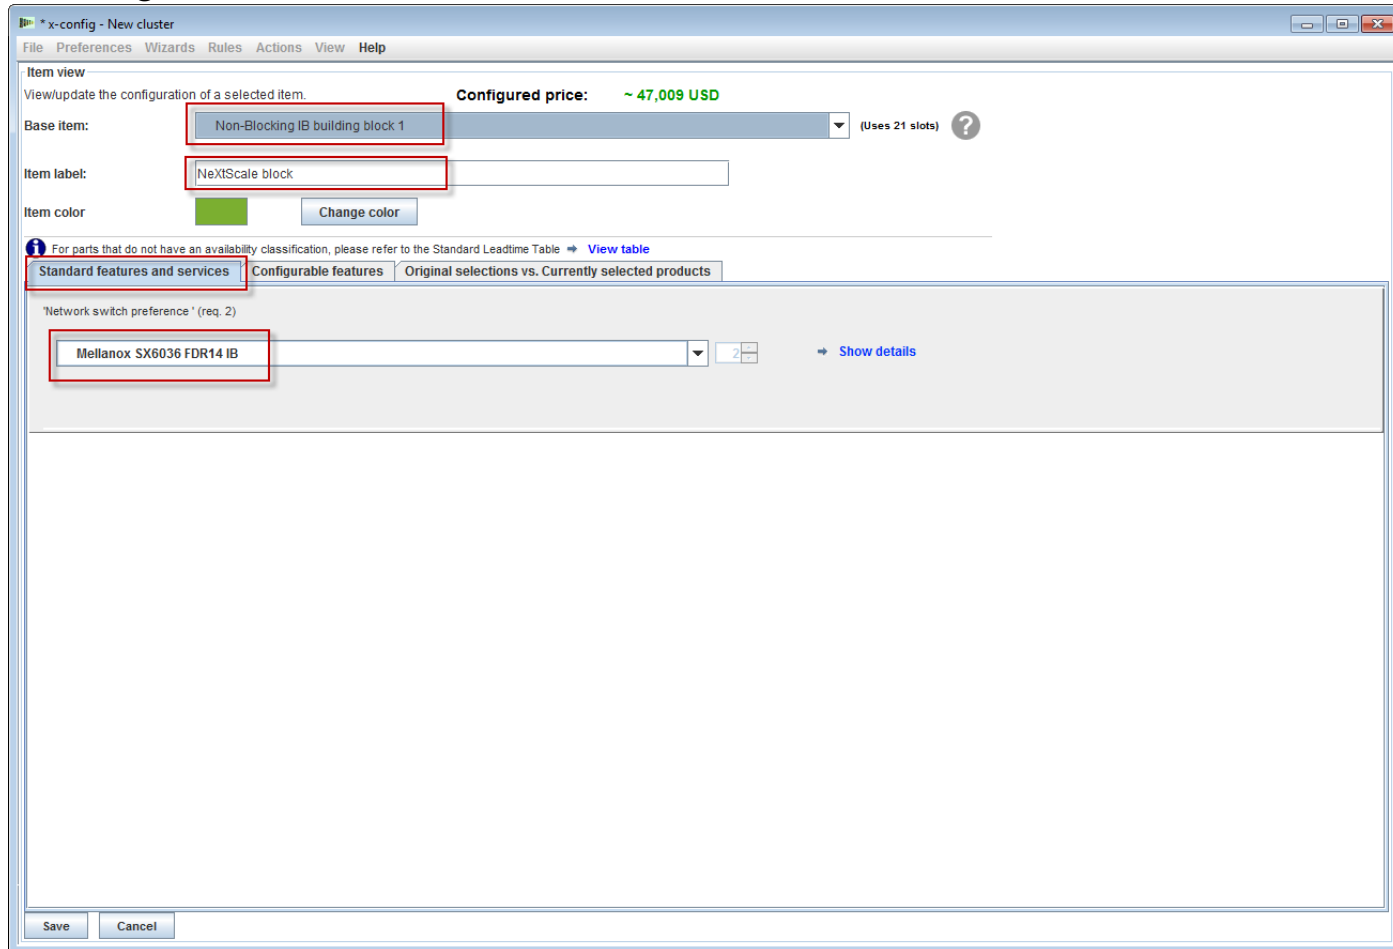 * x-config - New cluster
File Preferences Wizards Rules Actions View Help
Item view
View/update the configuration of a selected item. Configured price: ~ 47,009 USD
Base item: Non-Blocking IB building block 1 (Uses 21 slots) ?
Item label: NeXtScale block
Item color Change color
i For parts that do not have an availability classification, please refer to the Standard Leadtime Table ➡ View table
Standard features and services Configurable features Original selections vs. Currently selected products
'Network switch preference ' (req. 2)
Mellanox SX6036 FDR14 IB 2 ➡ Show details
Save Cancel